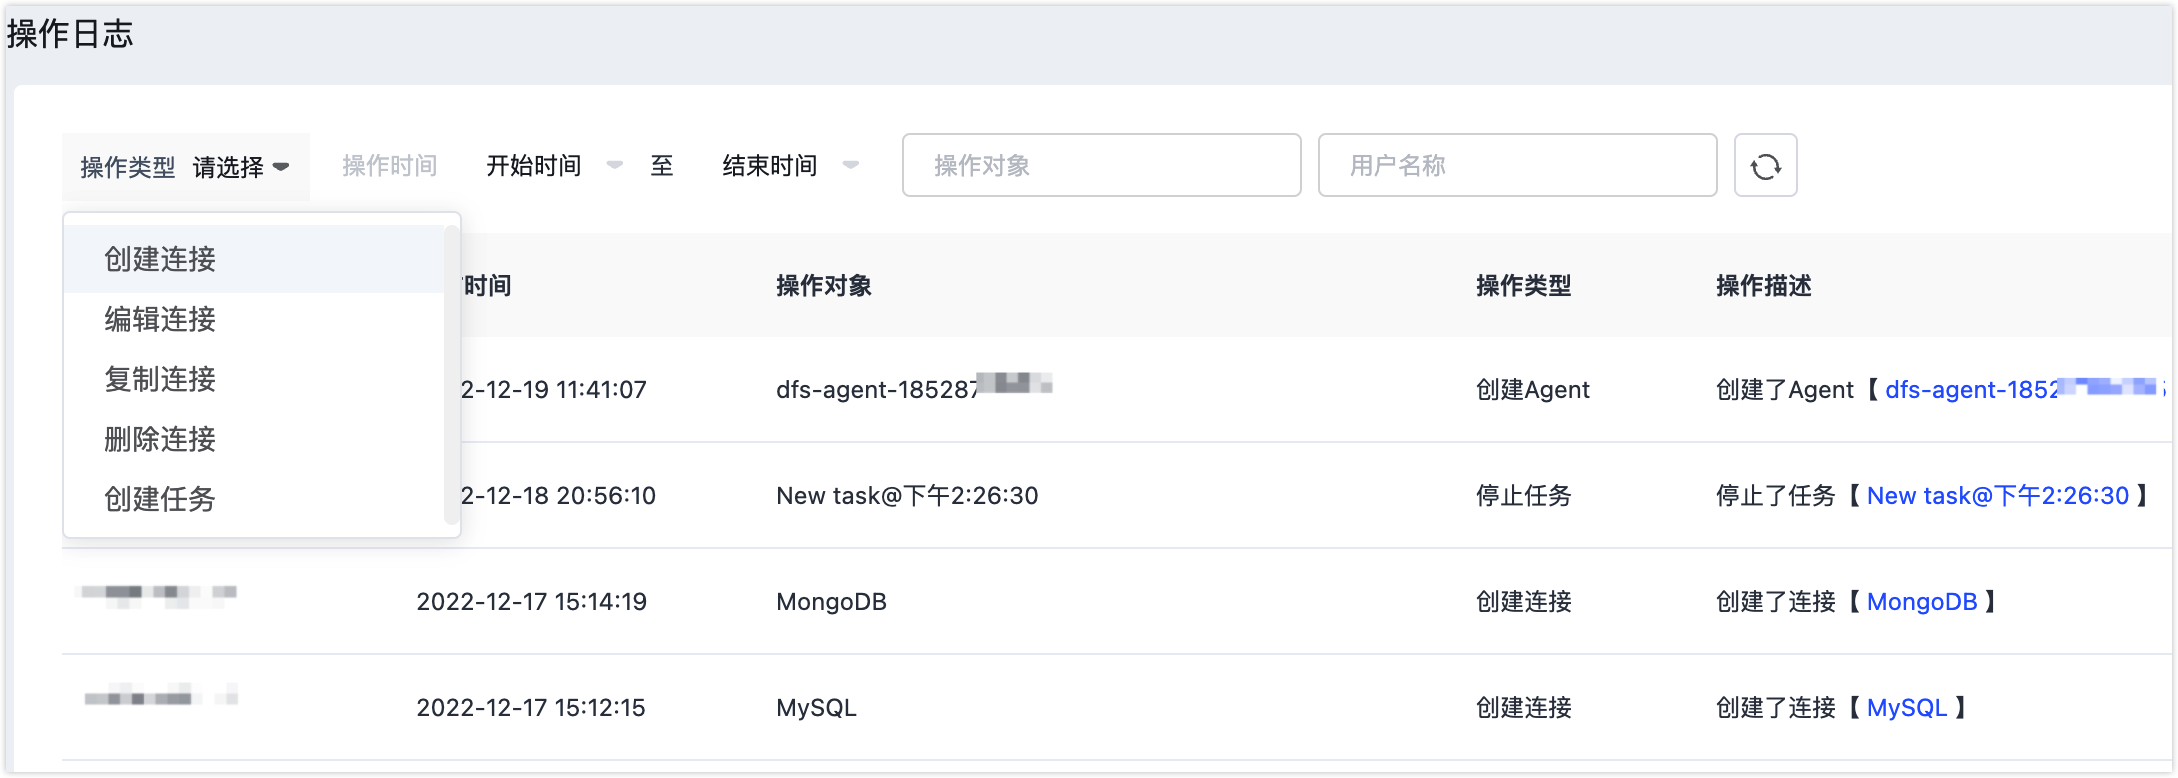 操作日志
操作类型 请选择 操作时间 开始时间 至 结束时间 操作对象 用户名称
创建连接
编辑连接
复制连接
删除连接
创建任务
时间 操作对象 操作类型 操作描述
2-12-19 11:41:07 dfs-agent-185287 创建Agent 创建了Agent【 dfs-agent-1852
2-12-18 20:56:10 New task@下午2:26:30 停止任务 停止了任务【 New task@下午2:26:30 】
2022-12-17 15:14:19 MongoDB 创建连接 创建了连接【 MongoDB 】
2022-12-17 15:12:15 MySQL 创建连接 创建了连接【 MySQL 】